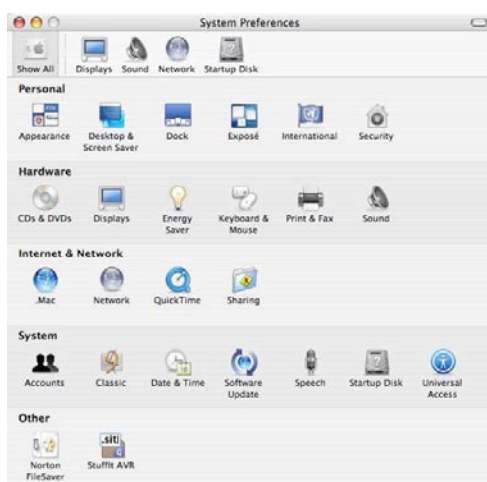 System Preferences
Show All Displays Sound Network Startup Disk
Personal
Appearance Desktop & Screen Saver Dock Exposé International Security
Hardware
CDs & DVDs Displays Energy Saver Keyboard & Mouse Print & Fax Sound
Internet & Network
.Mac Network QuickTime Sharing
System
Accounts Classic Date & Time Software Update Speech Startup Disk Universal Access
Other
.sit
Norton FileSaver StuffIt AVR